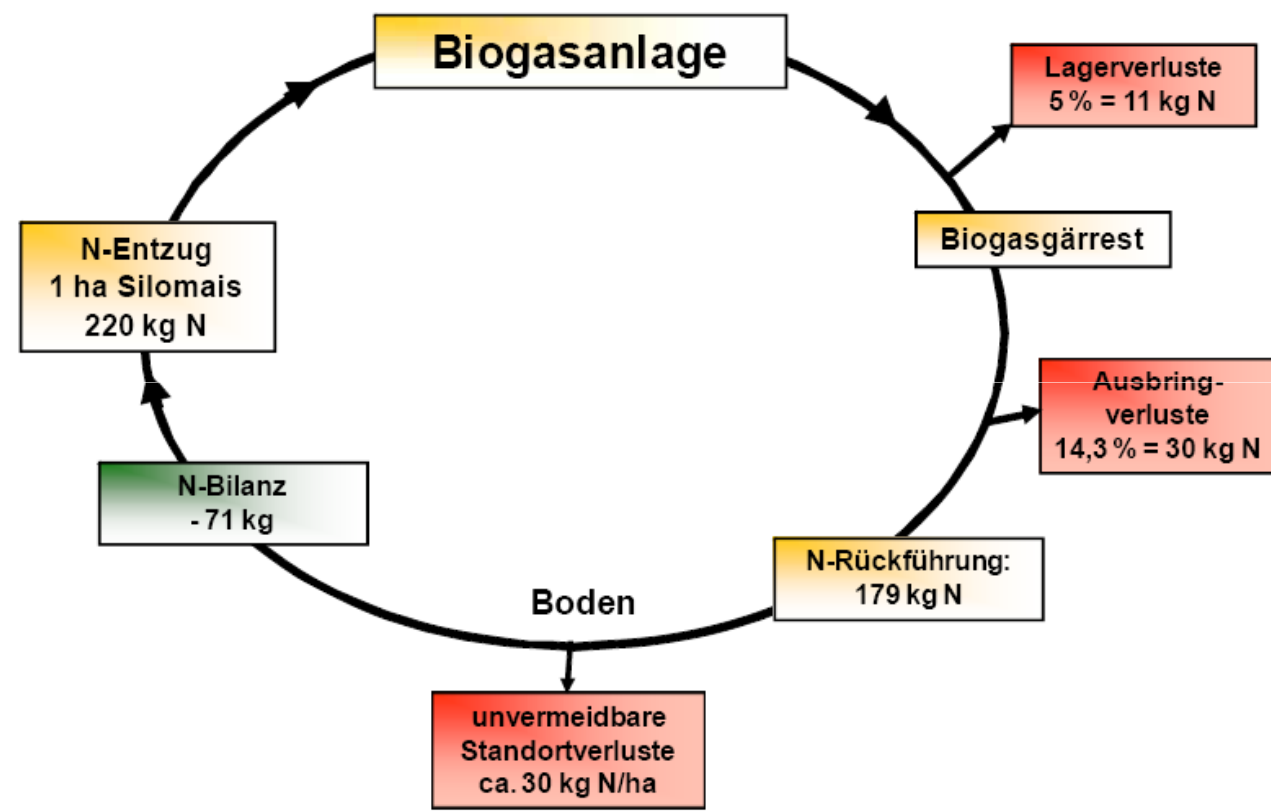 Biogasanlage
Lagerverluste
5 % = 11 kg N
Biogasgärrest
Ausbring-
verluste
14,3 % = 30 kg N
N-Rückführung:
179 kg N
Boden
unvermeidbare
Standortverluste
ca. 30 kg N/ha
N-Bilanz
- 71 kg
N-Entzug
1 ha Silomais
220 kg N